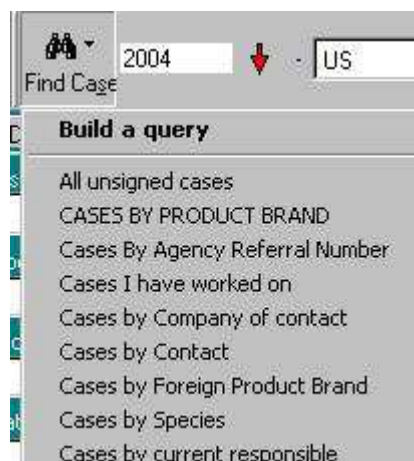 2004
US
Find Case
Build a query
All unsigned cases
CASES BY PRODUCT BRAND
Cases By Agency Referral Number
Cases I have worked on
Cases by Company of contact
Cases by Contact
Cases by Foreign Product Brand
Cases by Species
Cases by current responsible